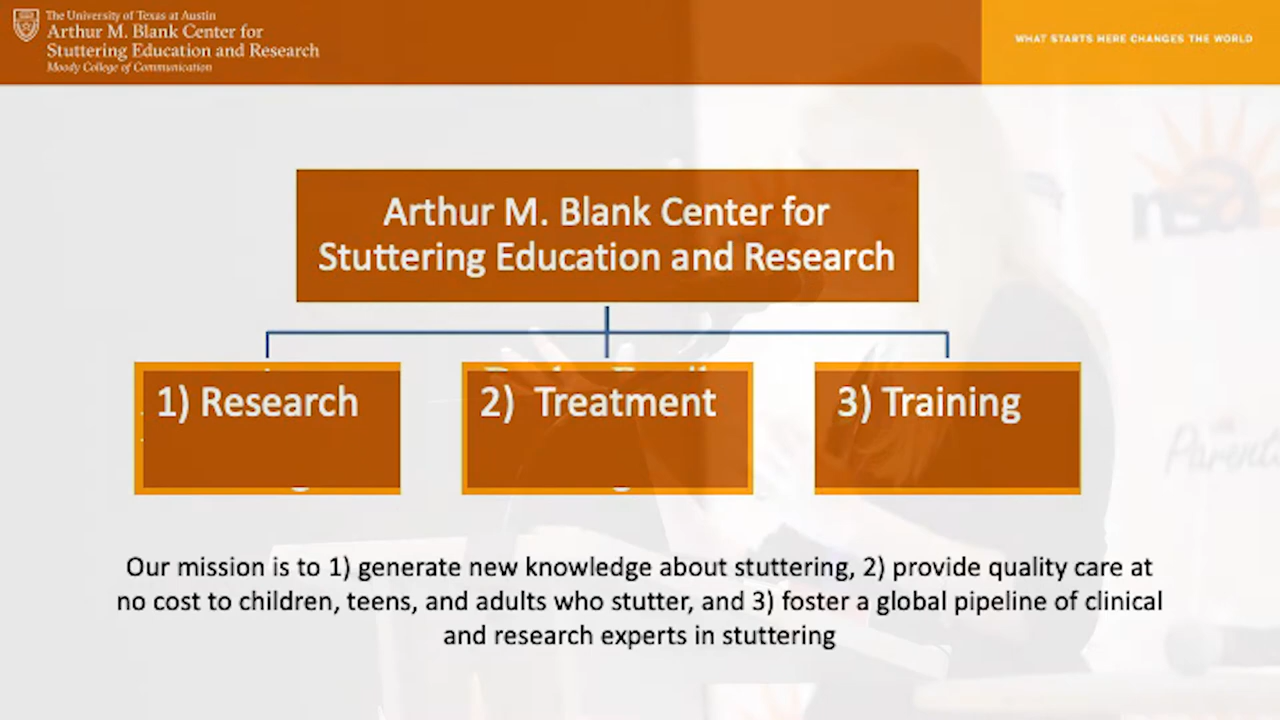 The University of Texas at Austin
Arthur M. Blank Center for
Stuttering Education and Research
Moody College of Communication
WHAT STARTS HERE CHANGES THE WORLD
Arthur M. Blank Center for
Stuttering Education and Research
nsa
1) Research
2) Treatment
3) Training
Our mission is to 1) generate new knowledge about stuttering, 2) provide quality care at
no cost to children, teens, and adults who stutter, and 3) foster a global pipeline of clinical
and research experts in stuttering